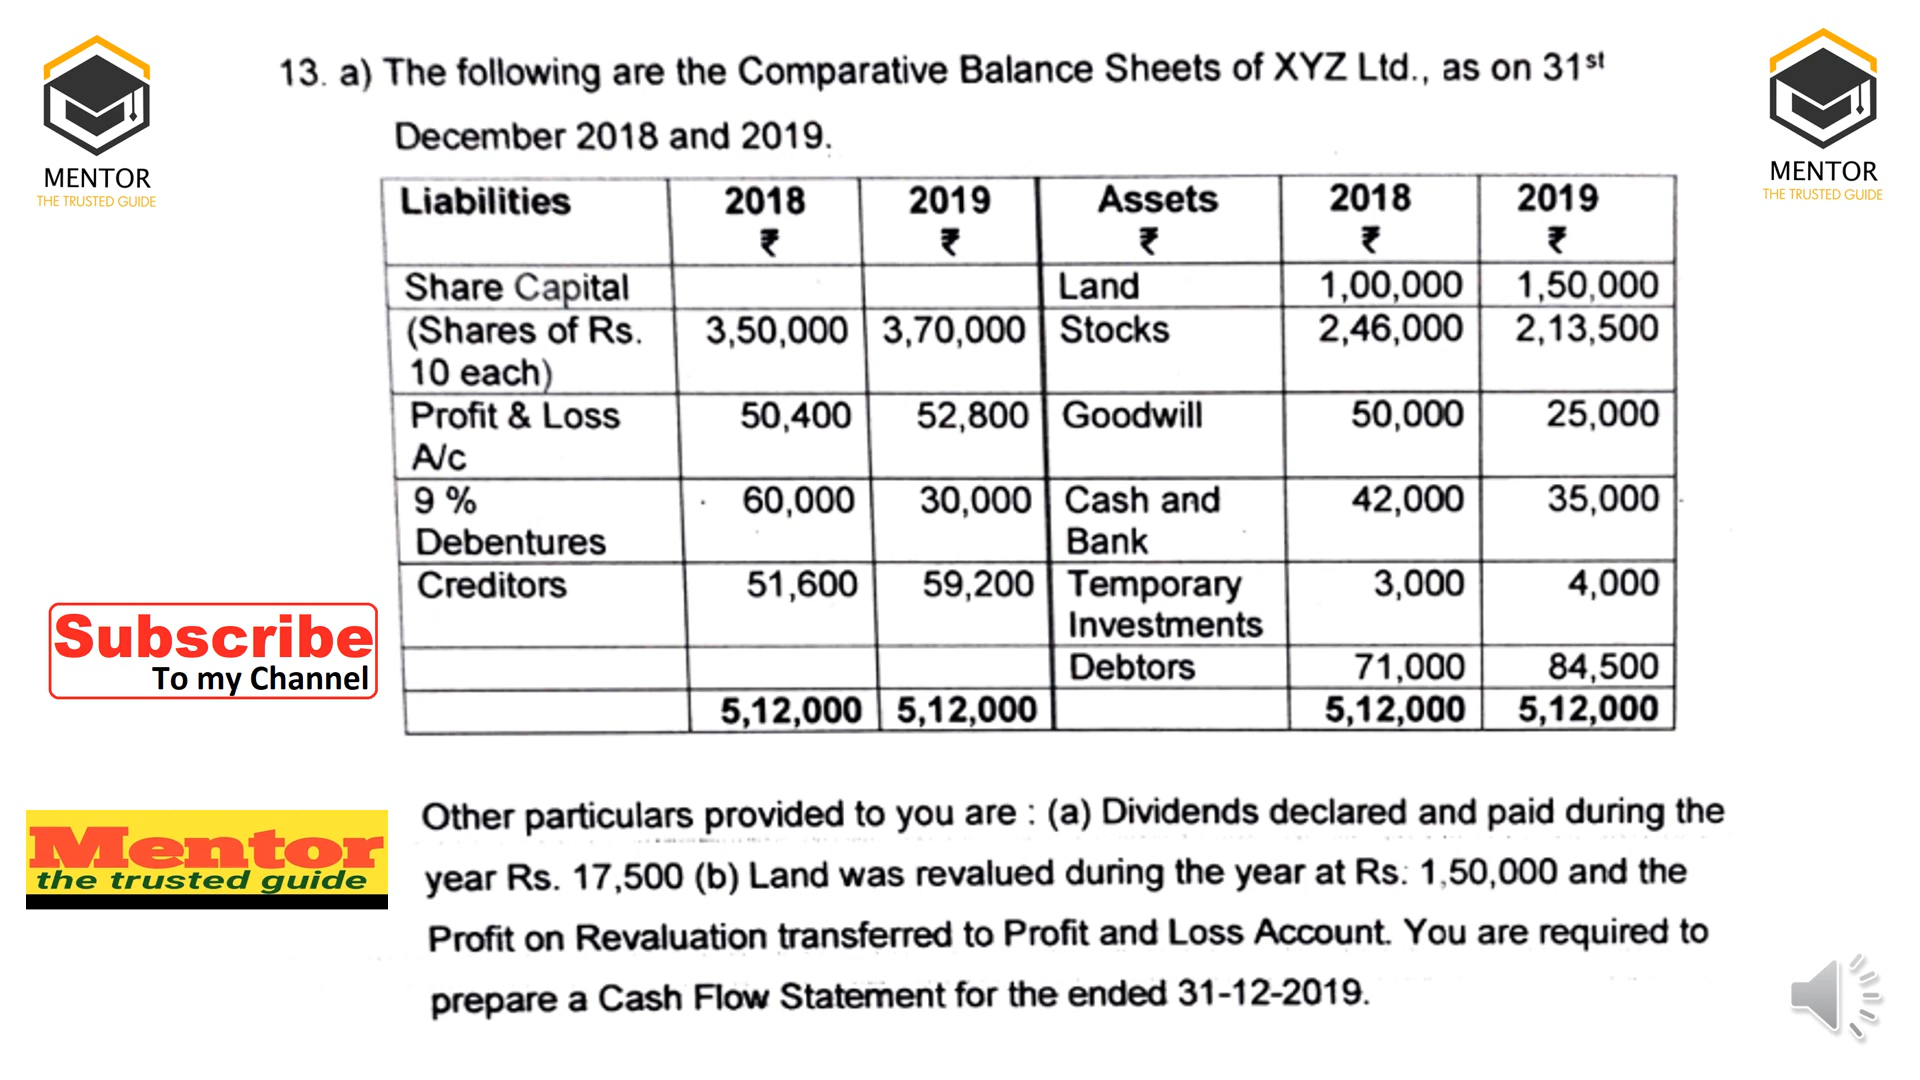 13. a) The following are the Comparative Balance Sheets of XYZ Ltd., as on 31st
December 2018 and 2019.
MENTOR
THE TRUSTED GUIDE
MENTOR
THE TRUSTED GUIDE
Liabilities 2018 2019 Assets 2018 2019
₹ ₹ ₹ ₹ ₹
Share Capital Land 1,00,000 1,50,000
(Shares of Rs. 3,50,000 3,70,000 Stocks 2,46,000 2,13,500
10 each)
Profit & Loss 50,400 52,800 Goodwill 50,000 25,000
A/c
9 % 60,000 30,000 Cash and 42,000 35,000
Debentures Bank
Creditors 51,600 59,200 Temporary 3,000 4,000
Investments
Debtors 71,000 84,500
5,12,000 5,12,000 5,12,000 5,12,000
Subscribe
To my Channel
Mentor
the trusted guide
Other particulars provided to you are : (a) Dividends declared and paid during the
year Rs. 17,500 (b) Land was revalued during the year at Rs. 1,50,000 and the
Profit on Revaluation transferred to Profit and Loss Account. You are required to
prepare a Cash Flow Statement for the ended 31-12-2019.